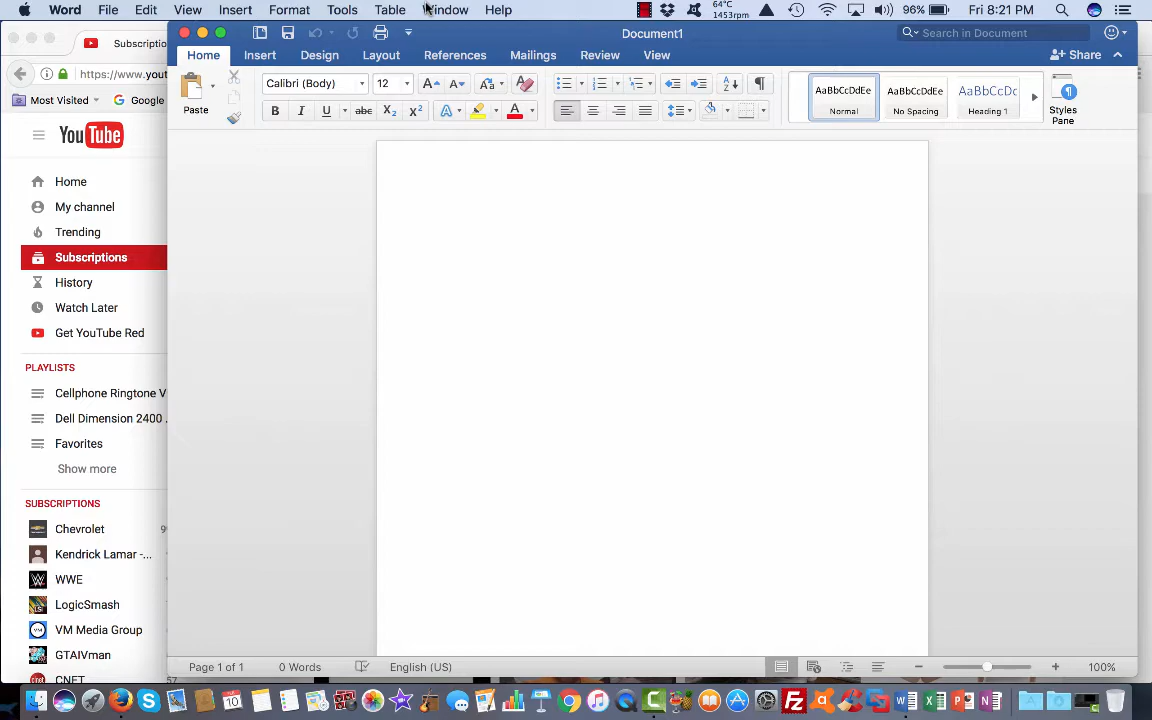 Word File Edit View Insert Format Tools Table Window Help
64°C
1453rpm
96%
Fri 8:21 PM
Document1
Search in Document
Home Insert Design Layout References Mailings Review View
Share
Paste
Calibri (Body)
12
AaBbCcDdEe
Normal
AaBbCcDdEe
No Spacing
AaBbCcDc
Heading 1
Styles
Pane
Subscriptio
https://www.yout
Most Visited
Google
YouTube
Home
My channel
Trending
Subscriptions
History
Watch Later
Get YouTube Red
PLAYLISTS
Cellphone Ringtone V
Dell Dimension 2400 .
Favorites
Show more
SUBSCRIPTIONS
Chevrolet
Kendrick Lamar -...
WWE
LogicSmash
VM Media Group
GTAIVman
CNET
57
Page 1 of 1
0 Words
English (US)
100%